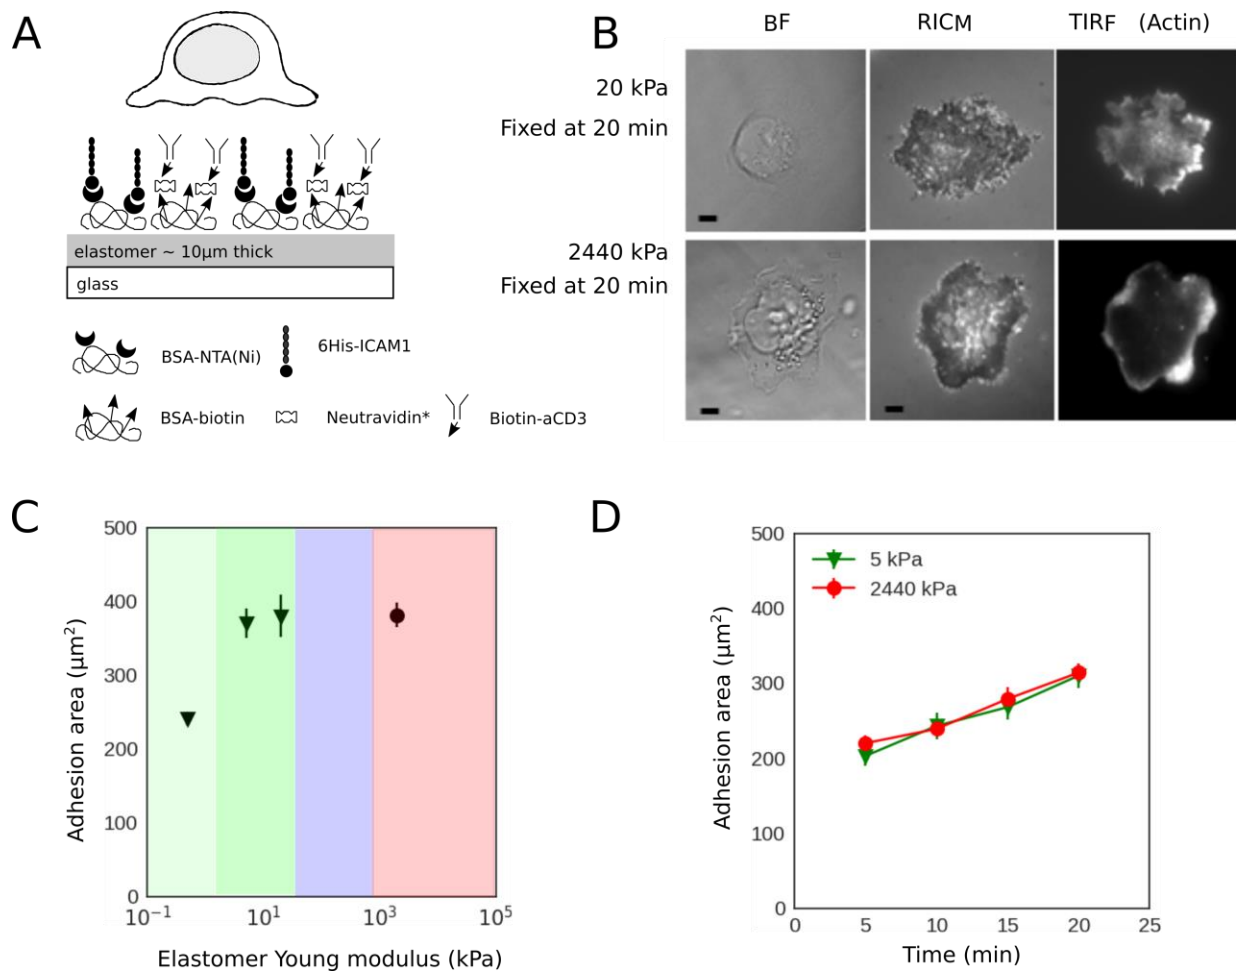 A
elastomer ~ 10µm thick
glass
BSA-NTA(Ni)
6His-ICAM1
BSA-biotin
Neutravidin*
Biotin-aCD3
B
BF
RICM
TIRF (Actin)
20 kPa
Fixed at 20 min
2440 kPa
Fixed at 20 min
C
500
400
300
200
100
0
10⁻¹
10¹
10³
10⁵
Adhesion area (µm²)
Elastomer Young modulus (kPa)
D
5 kPa
2440 kPa
500
400
300
200
100
0
0
5
10
15
20
25
Adhesion area (µm²)
Time (min)